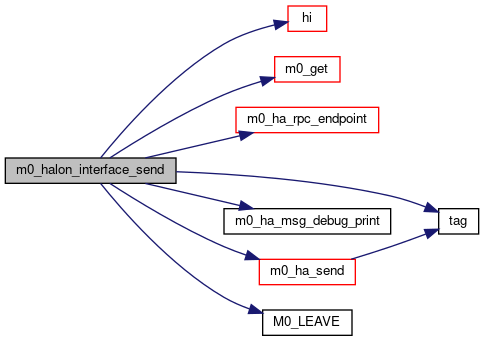 hi
m0_get
m0_ha_rpc_endpoint
m0_halon_interface_send
m0_ha_msg_debug_print
tag
m0_ha_send
M0_LEAVE